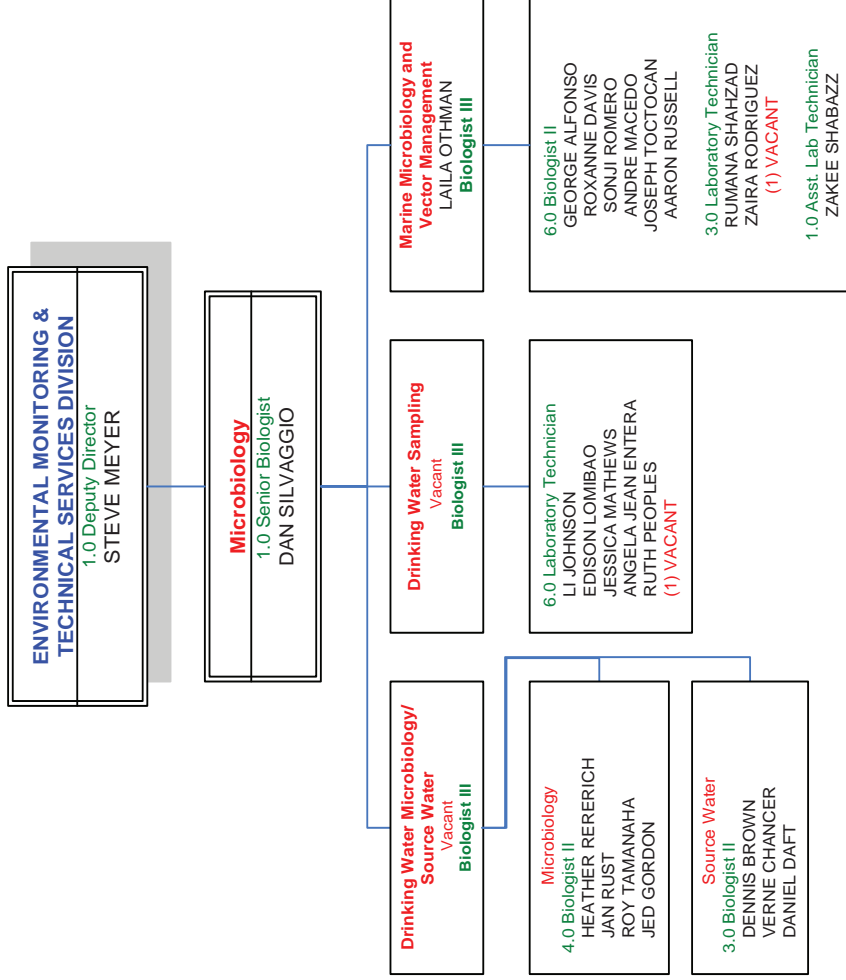 ENVIRONMENTAL MONITORING &
TECHNICAL SERVICES DIVISION
1.0 Deputy Director
STEVE MEYER
Microbiology
1.0 Senior Biologist
DAN SILVAGGIO
Drinking Water Microbiology/
Source Water
Vacant
Biologist III
Microbiology
4.0 Biologist II
HEATHER RERERICH
JAN RUST
ROY TAMANAHA
JED GORDON
Source Water
3.0 Biologist II
DENNIS BROWN
VERNE CHANCER
DANIEL DAFT
Drinking Water Sampling
Vacant
Biologist III
6.0 Laboratory Technician
LI JOHNSON
EDISON LOMIBAO
JESSICA MATHEWS
ANGELA JEAN ENTERA
RUTH PEOPLES
(1) VACANT
Marine Microbiology and
Vector Management
LAILA OTHMAN
Biologist III
6.0 Biologist II
GEORGE ALFONSO
ROXANNE DAVIS
SONJI ROMERO
ANDRE MACEDO
JOSEPH TOCTOCAN
AARON RUSSELL
3.0 Laboratory Technician
RUMANA SHAHZAD
ZAIRA RODRIGUEZ
(1) VACANT
1.0 Asst. Lab Technician
ZAKEE SHABAZZ